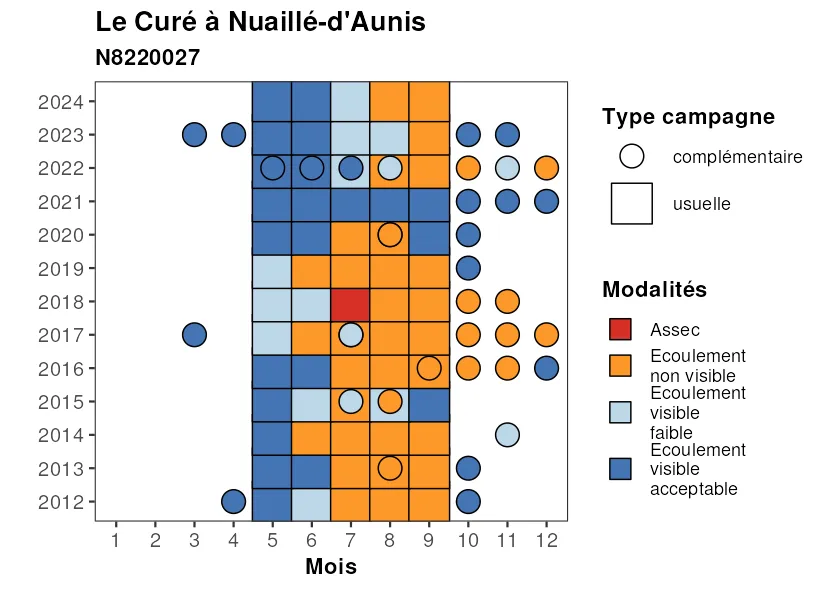 Le Curé à Nuaillé-d'Aunis
N8220027
2024
2023
2022
2021
2020
2019
2018
2017
2016
2015
2014
2013
2012
1 2 3 4 5 6 7 8 9 10 11 12
Mois
Type campagne
complémentaire
usuelle
Modalités
Assec
Ecoulement
non visible
Ecoulement
visible
faible
Ecoulement
visible
acceptable